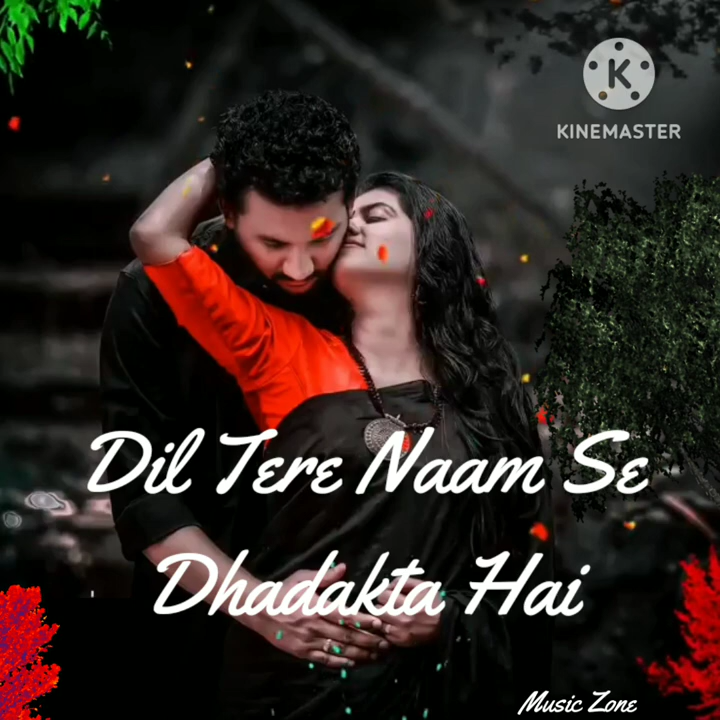 K
KINEMASTER
Dil Tere Naam Se
Dhadakta Hai
Music Zone